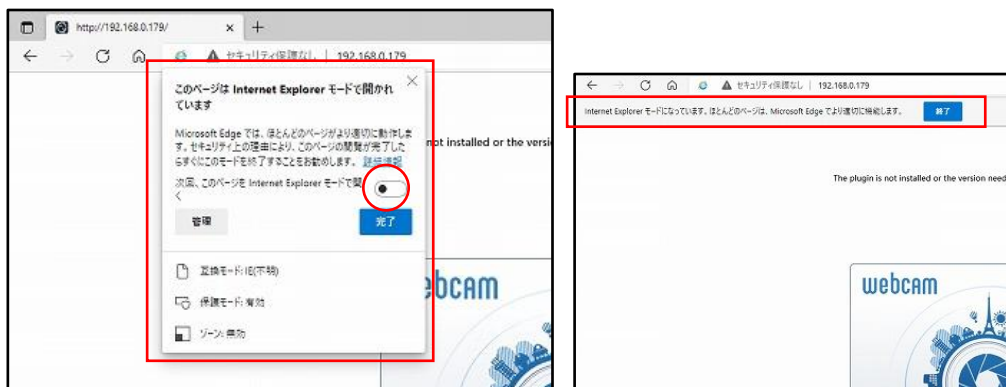 http://192.168.0.179/
セキュリティ保護なし 192.168.0.179
このページは Internet Explorer モードで開かれ
ています
Microsoft Edge では、ほとんどのページがより適切に動作しま
す。セキュリティ上の理由により、このページの閲覧が完了した
らすぐにこのモードを終了することをお勧めします。 詳細情報
次回、このページを Internet Explorer モードで開
く
管理
完了
互換モード: IE(不明)
保護モード: 有効
ゾーン: 無効
not installed or the versi
webcam
セキュリティ保護なし 192.168.0.179
Internet Explorer モードになっています。ほとんどのページは、Microsoft Edge でより適切に機能します。
終了
The plugin is not installed or the version need
webcam